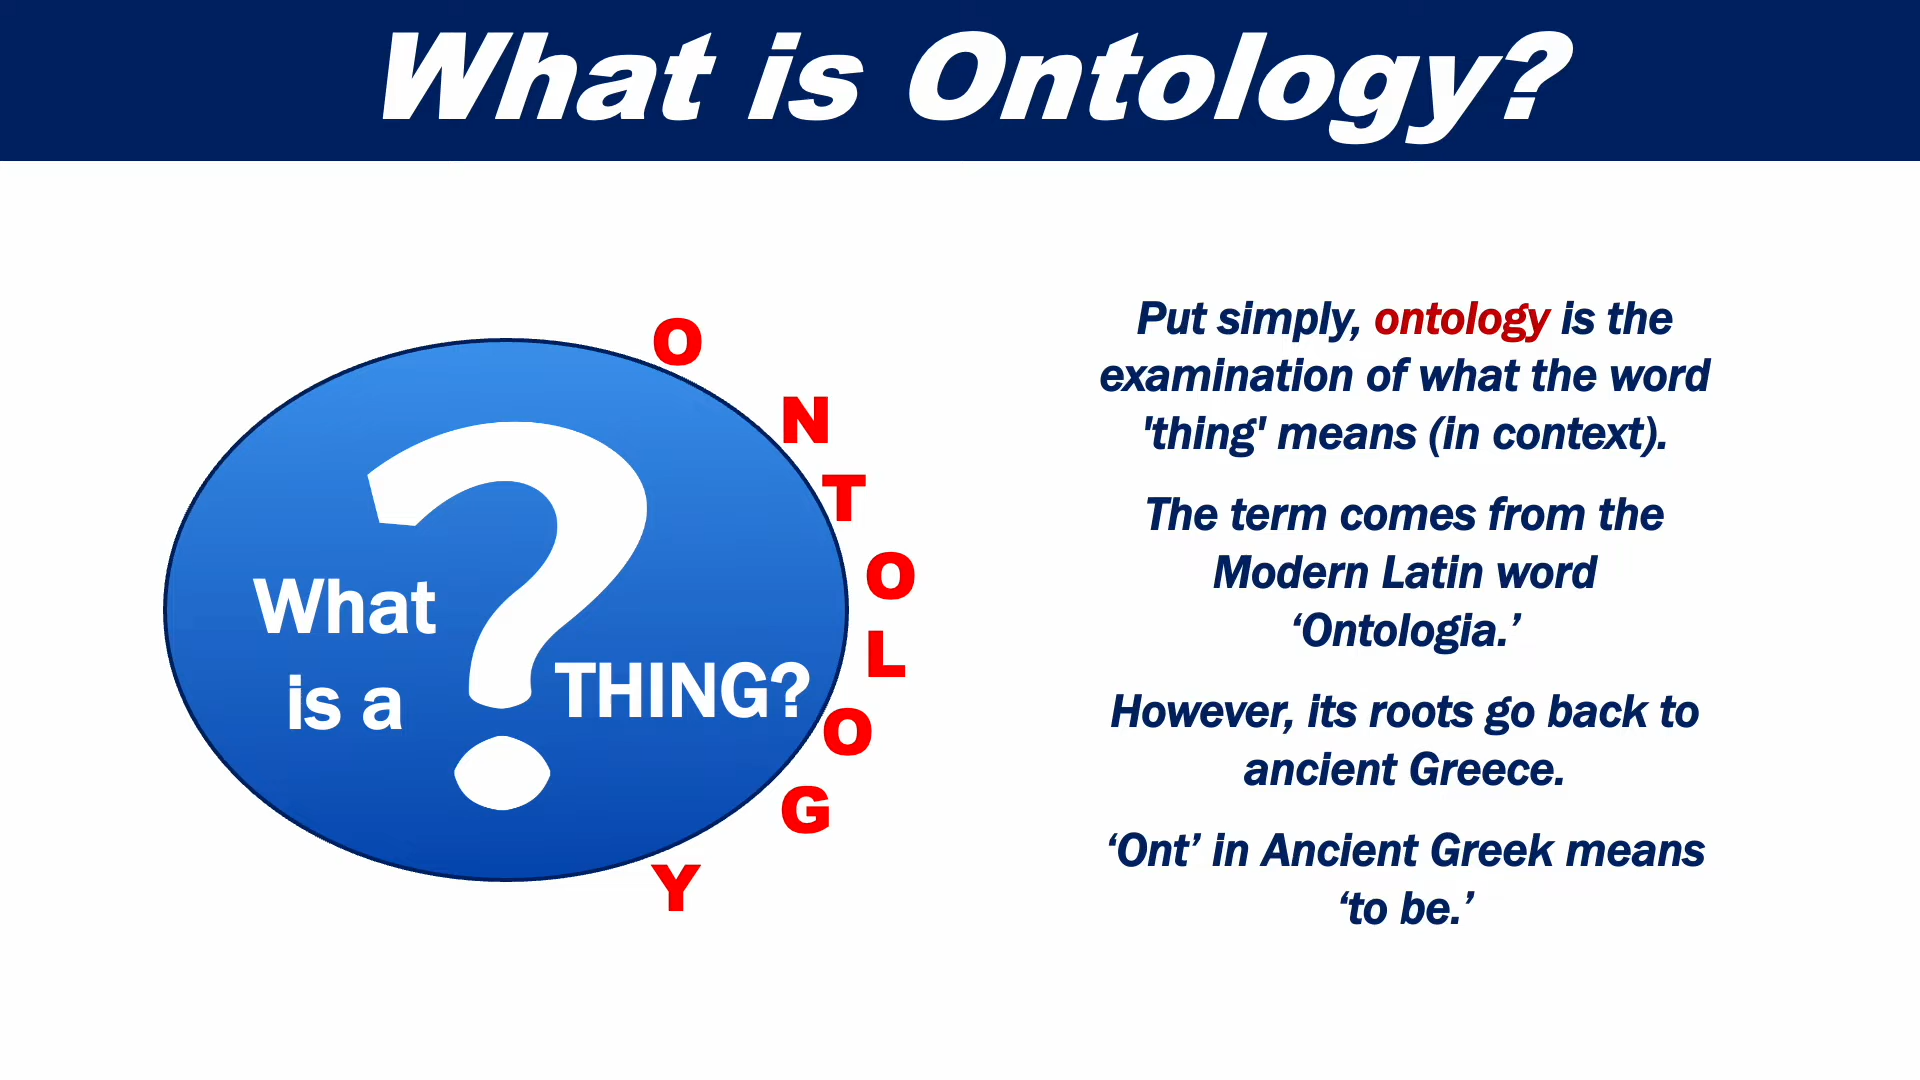 What is Ontology?
What
is a
THING?
?
O
N
T
O
L
O
G
Y
Put simply, ontology is the
examination of what the word
'thing' means (in context).
The term comes from the
Modern Latin word
‘Ontologia.’
However, its roots go back to
ancient Greece.
‘Ont’ in Ancient Greek means
‘to be.’